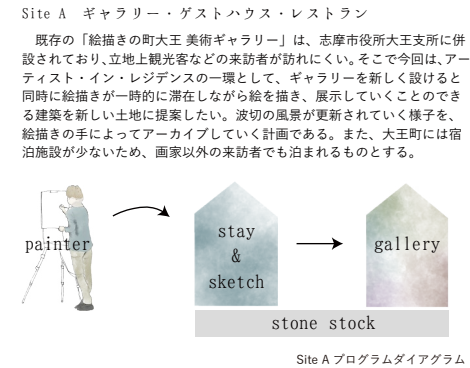 Site A　ギャラリー・ゲストハウス・レストラン
　既存の「絵描きの町大王 美術ギャラリー」は、志摩市役所大王支所に併
設されており、立地上観光客などの来訪者が訪れにくい。そこで今回は、アー
ティスト・イン・レジデンスの一環として、ギャラリーを新しく設けると
同時に絵描きが一時的に滞在しながら絵を描き、展示していくことのでき
る建築を新しい土地に提案したい。波切の風景が更新されていく様子を、
絵描きの手によってアーカイブしていく計画である。また、大王町には宿
泊施設が少ないため、画家以外の来訪者でも泊まれるものとする。
painter
stay
&
sketch
gallery
stone stock
Site A プログラムダイアグラム